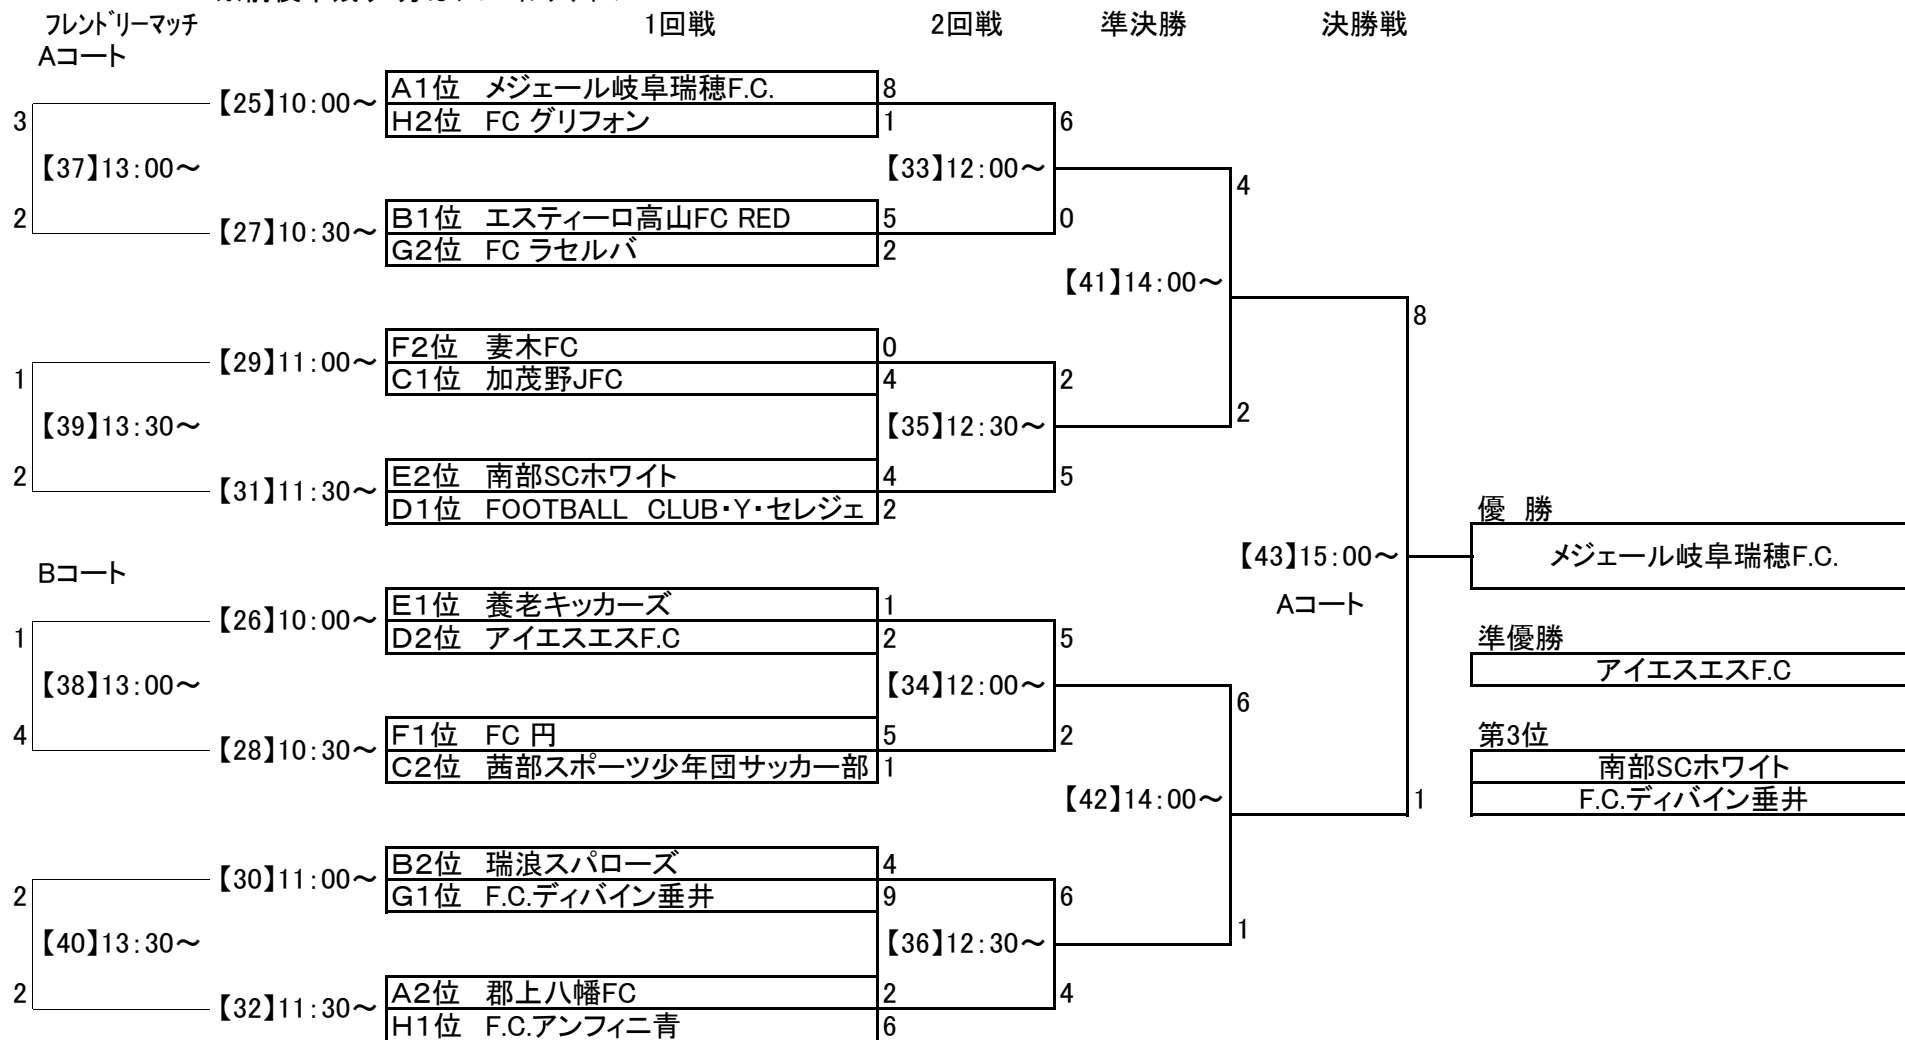 フレンドリーマッチ 1回戦 2回戦 準決勝 決勝戦
Aコート
【25】10:00～ A1位 メジェール岐阜瑞穂F.C. 8
3 H2位 FC グリフォン 1 6
【37】13:00～ 【33】12:00～
4
2 【27】10:30～ B1位 エスティーロ高山FC RED 5 0
G2位 FC ラセルバ 2
【41】14:00～
8
【29】11:00～ F2位 妻木FC 0
1 C1位 加茂野JFC 4 2
【39】13:30～ 【35】12:30～ 2
2 E2位 南部SCホワイト 4 5
【31】11:30～ D1位 FOOTBALL CLUB・Y・セレジェ 2
優 勝
【43】15:00～ メジェール岐阜瑞穂F.C.
Bコート
【26】10:00～ E1位 養老キッカーズ 1 Aコート
1 D2位 アイエスエスF.C 2 5 準優勝
アイエスエスF.C
【38】13:00～ 【34】12:00～
6
4 【28】10:30～ F1位 FC 円 5 2 第3位
C2位 茜部スポーツ少年団サッカー部 1 南部SCホワイト
【42】14:00～ 1 F.C.ディバイン垂井
【30】11:00～ B2位 瑞浪スパローズ 4
2 G1位 F.C.ディバイン垂井 9 6
【40】13:30～ 【36】12:30～ 1
2 A2位 郡上八幡FC 2 4
【32】11:30～ H1位 F.C.アンフィニ青 6